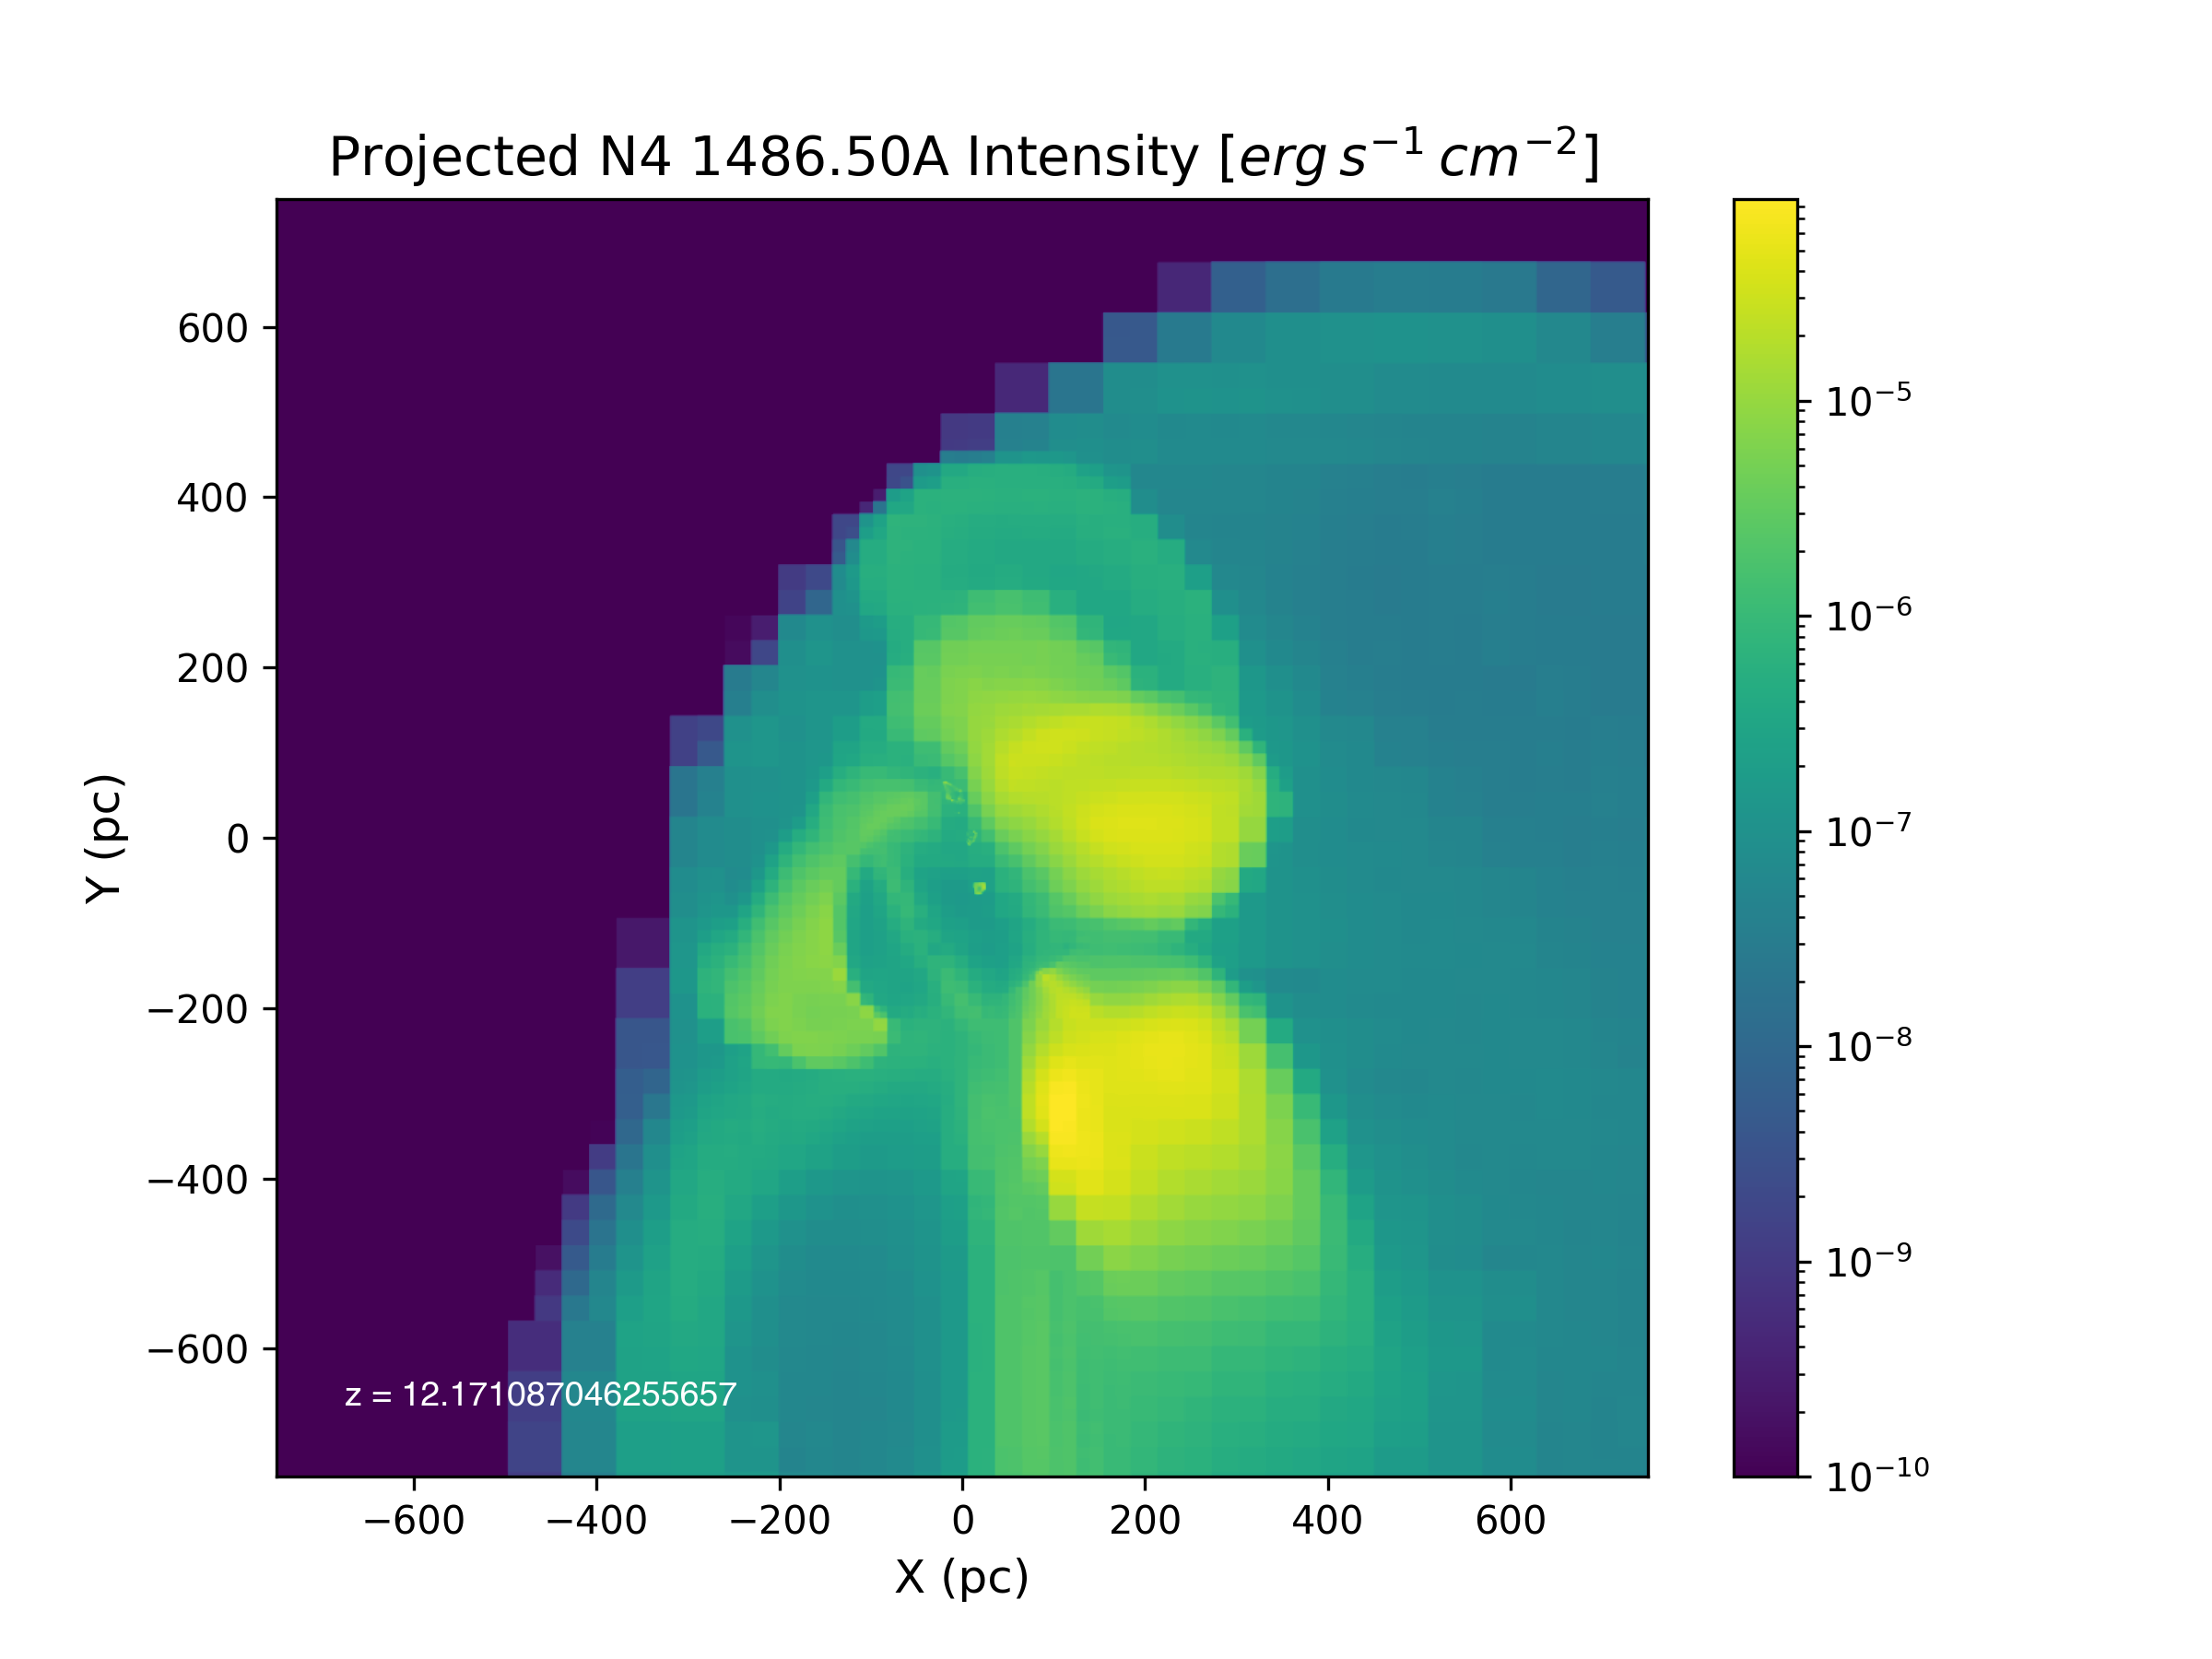 Projected N4 1486.50A Intensity [erg s⁻¹ cm⁻²]
600
400
200
0
−200
−400
−600
Y (pc)
z = 12.171087046255657
−600 −400 −200 0 200 400 600
X (pc)
10⁻⁵
10⁻⁶
10⁻⁷
10⁻⁸
10⁻⁹
10⁻¹⁰